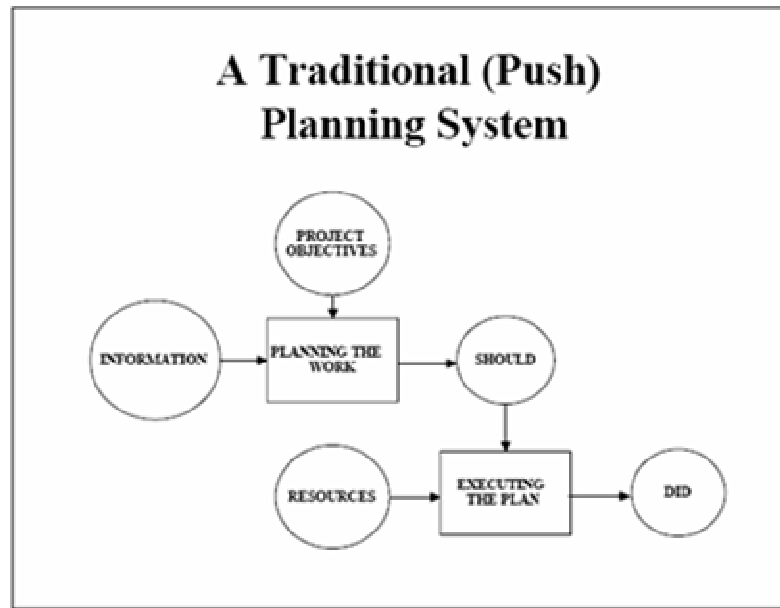 A Traditional (Push)
Planning System
PROJECT
OBJECTIVES
INFORMATION
PLANNING THE
WORK
SHOULD
RESOURCES
EXECUTING
THE PLAN
DID